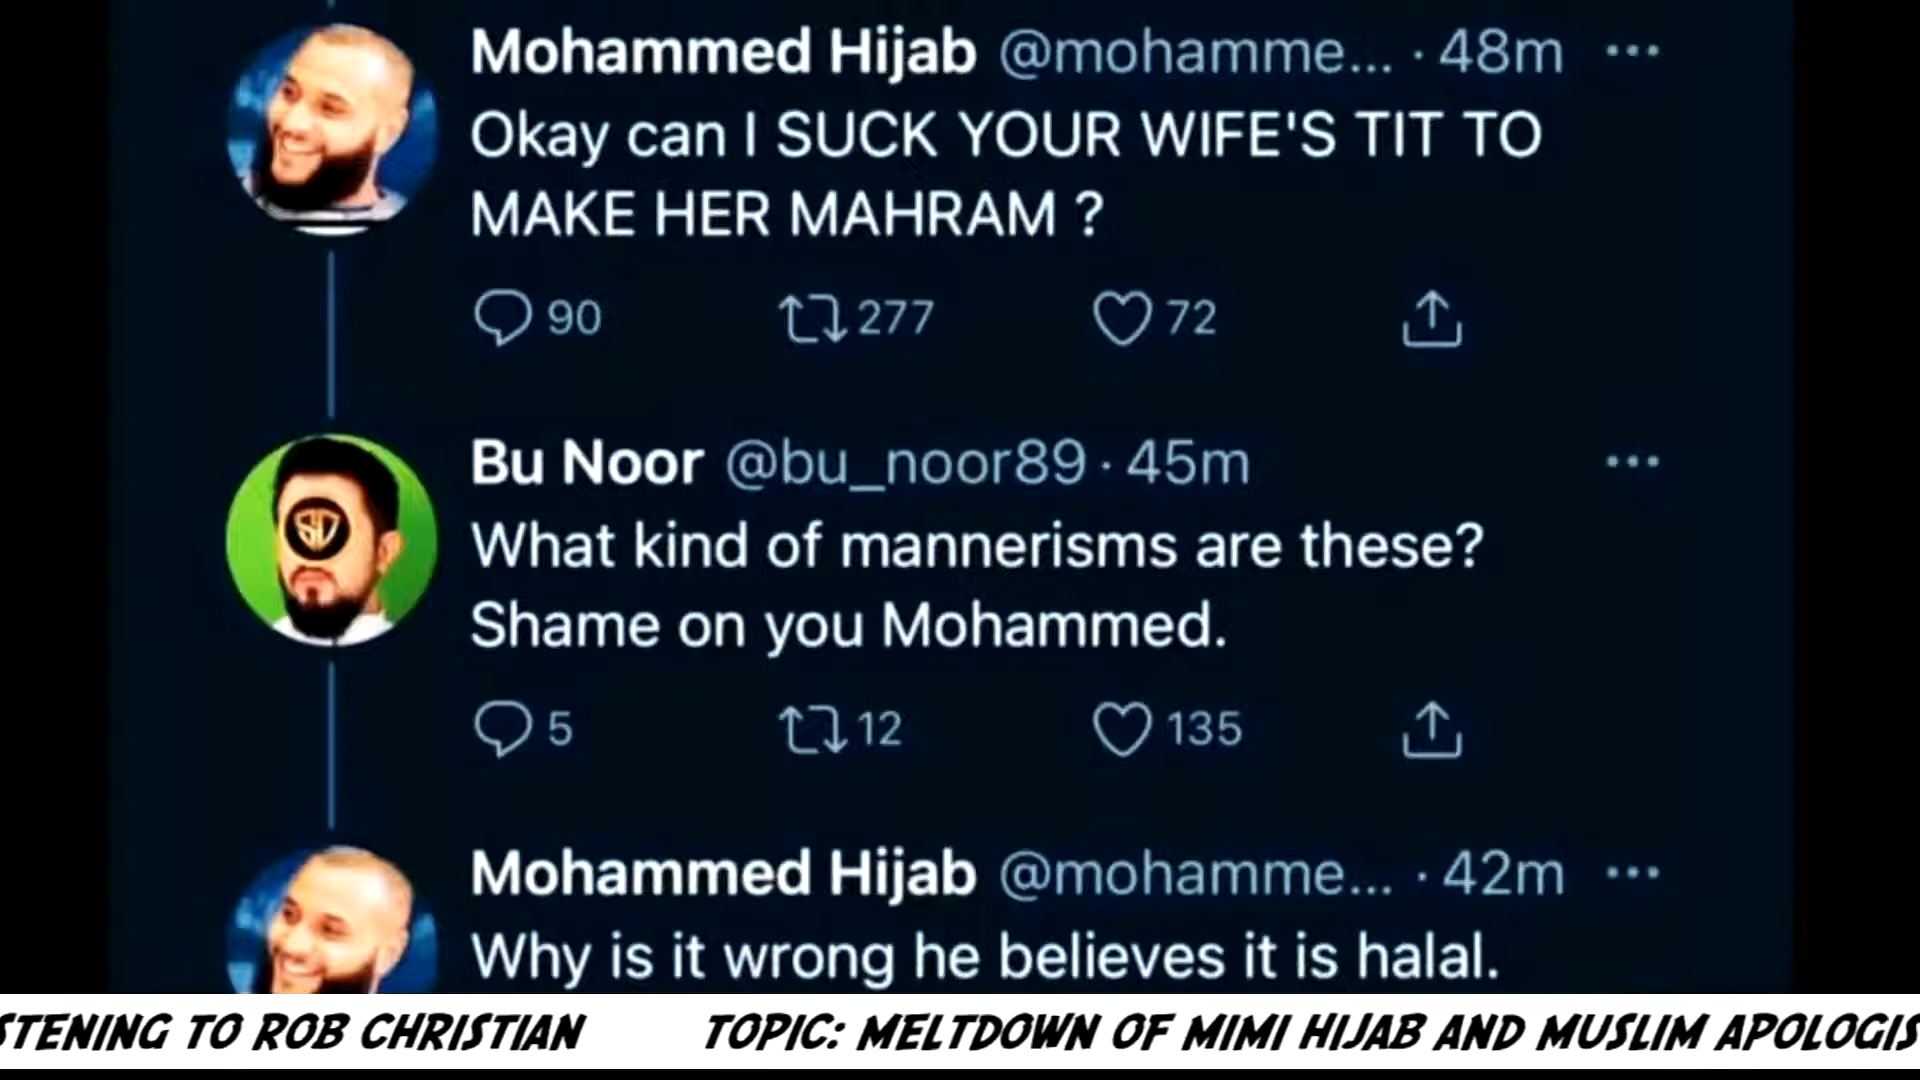 Mohammed Hijab @mohamme... · 48m
Okay can I SUCK YOUR WIFE'S TIT TO
MAKE HER MAHRAM ?
90 277 72
Bu Noor @bu_noor89 · 45m
What kind of mannerisms are these?
Shame on you Mohammed.
5 12 135
Mohammed Hijab @mohamme... · 42m
Why is it wrong he believes it is halal.
STENING TO ROB CHRISTIAN TOPIC: MELTDOWN OF MIMI HIJAB AND MUSLIM APOLOGIS